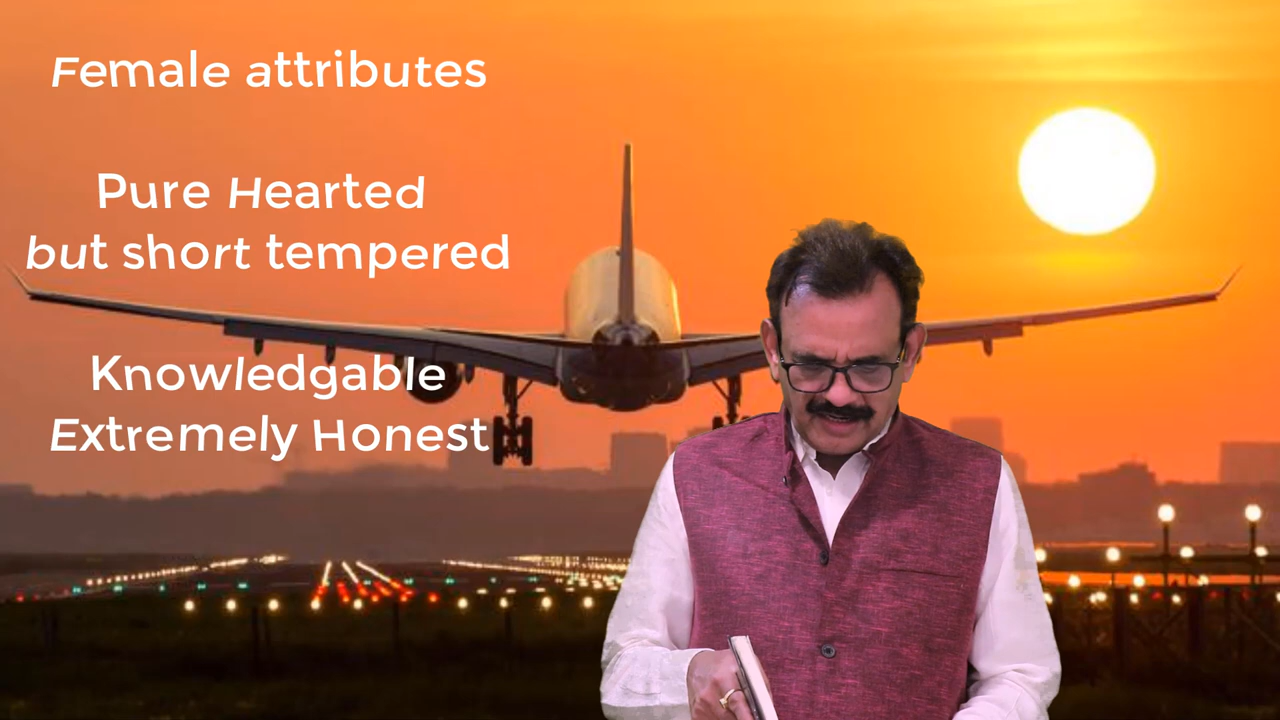 Female attributes
Pure Hearted
but short tempered
Knowledgable
Extremely Honest